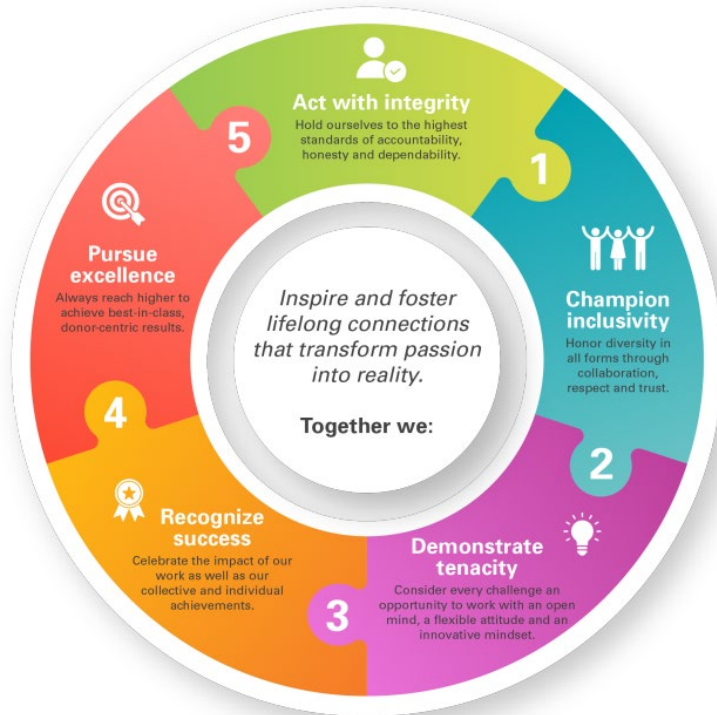 Inspire and foster
lifelong connections
that transform passion
into reality.
Together we:
1
Act with integrity
Hold ourselves to the highest
standards of accountability,
honesty and dependability.
2
Champion
inclusivity
Honor diversity in
all forms through
collaboration,
respect and trust.
3
Demonstrate
tenacity
Consider every challenge an
opportunity to work with an open
mind, a flexible attitude and an
innovative mindset.
4
Recognize
success
Celebrate the impact of our
work as well as our
collective and individual
achievements.
5
Pursue
excellence
Always reach higher to
achieve best-in-class,
donor-centric results.